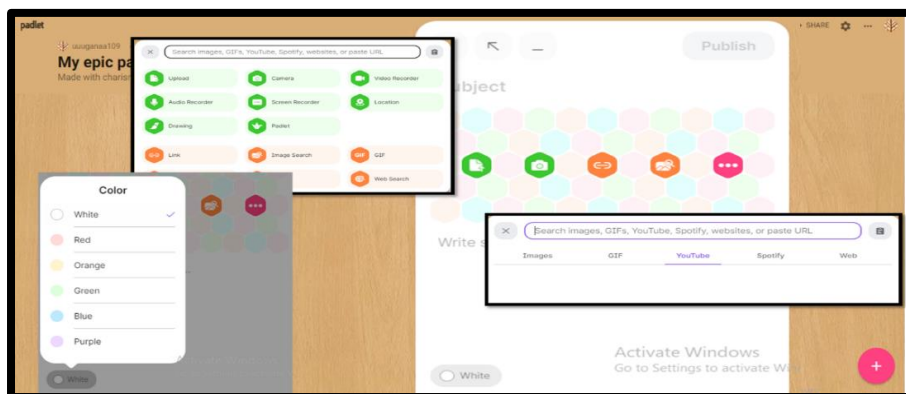 padlet
SHARE
uuuganaa109
My epic pa
Made with charism
Search images, GIFs, YouTube, Spotify, websites, or paste URL
Upload
Camera
Video Recorder
Audio Recorder
Screen Recorder
Location
Drawing
Padlet
Link
Image Search
GIF
Web Search
Color
White
Red
Orange
Green
Blue
Purple
White
Publish
bject
Write s
Search images, GIFs, YouTube, Spotify, websites, or paste URL
Images
GIF
YouTube
Spotify
Web
White
Activate Windows
Go to Settings to activate Wi